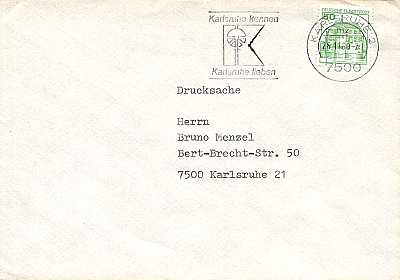 Karlsruhe kennen
Karlsruhe lieben
DEUTSCHE BUNDESPOST
50
KARLSRUHE
7500
Drucksache
Herrn
Bruno Menzel
Bert-Brecht-Str. 50
7500 Karlsruhe 21